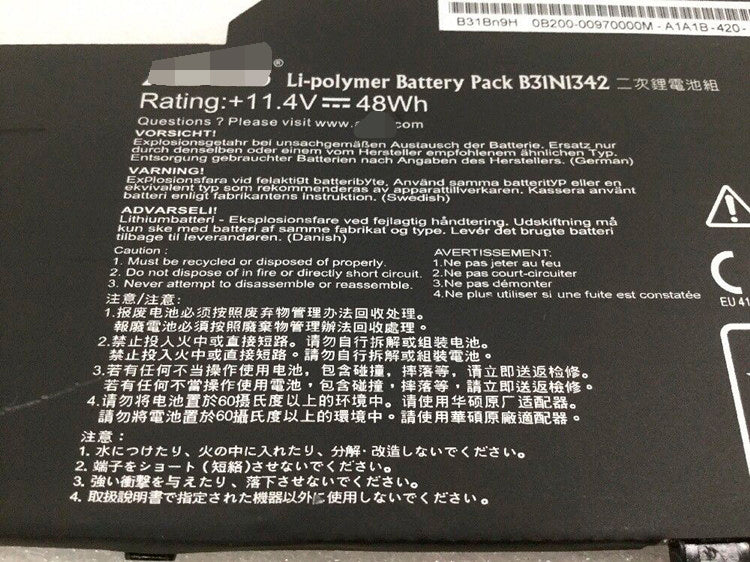 B31Bn9H 0B200-00970000M - A1A1B -420-
® Li-polymer Battery Pack B31N1342 二次鋰電池組
Rating:+11.4V⎓48Wh
Questions ? Please visit www. .com
VORSICHT!
Explosionsgetahr bei unsachgemäßen Austausch der Batterie. Ersatz nur
durch denselben oder einem vom Hersteller empfohlenem ähnlichen Typ.
Entsorgung gebrauchter Batterien nach Angaben des Herstellers. (German)
VARNING!
ExPlosionsfara vid felaktigt batteribYte, Använd samma batteritYP eller en
ekvivalent typ som rekommenderas av apparattillverkaren. Kassera använt
batteri enligt fabrikantens instruktion. (Swedish)
ADVARSELI!
Lithiumbatteri - Eksplosionsfare ved fejlagtig håndtering. Udskiftning må
kun ske med batteri af samme fabrikat og type. Levér det brugte batteri
tilbage til leverandøren. (Danish)
Caution :
1. Must be recycled or disposed of properly.
2. Do not dispose of in fire or directly short circuit.
3. Never attempt to disassemble or reassemble.
AVERTISSEMENT:
1.Ne pas jeter au feu
2.Ne pas court-circuiter
3.Ne pas démonter
4.Ne plus utiliser si une fuite est constatée
EU 41
注意/注意:
1.报废电池必须按照废弃物管理办法回收处理。
報廢電池必須按照廢棄物管理辦法回收處理。
2.禁止投入火中或直接短路。请勿自行拆解或组装电池。
禁止投入火中或直接短路。請勿自行拆解或組裝電池。
3.若有任何不当操作使用电池，包含碰撞，摔落等，请立即送返检修。
若有任何不當操作使用電池，包含碰撞，摔落等，請立即送返檢修。
4.请勿将电池置於60攝氏度以上的环境中。请使用华硕原厂适配器。
請勿將電池置於60攝氏度以上的環境中。請使用華碩原廠適配器。
注意：
1. 水につけたり、火の中に入れたり、分解·改造しないでください。
2. 端子をショート（短絡）させないでください。
3. 強い衝撃を与えたり、落下させないでください。
4. 取扱説明書で指定された機器以外に使用しないでください。